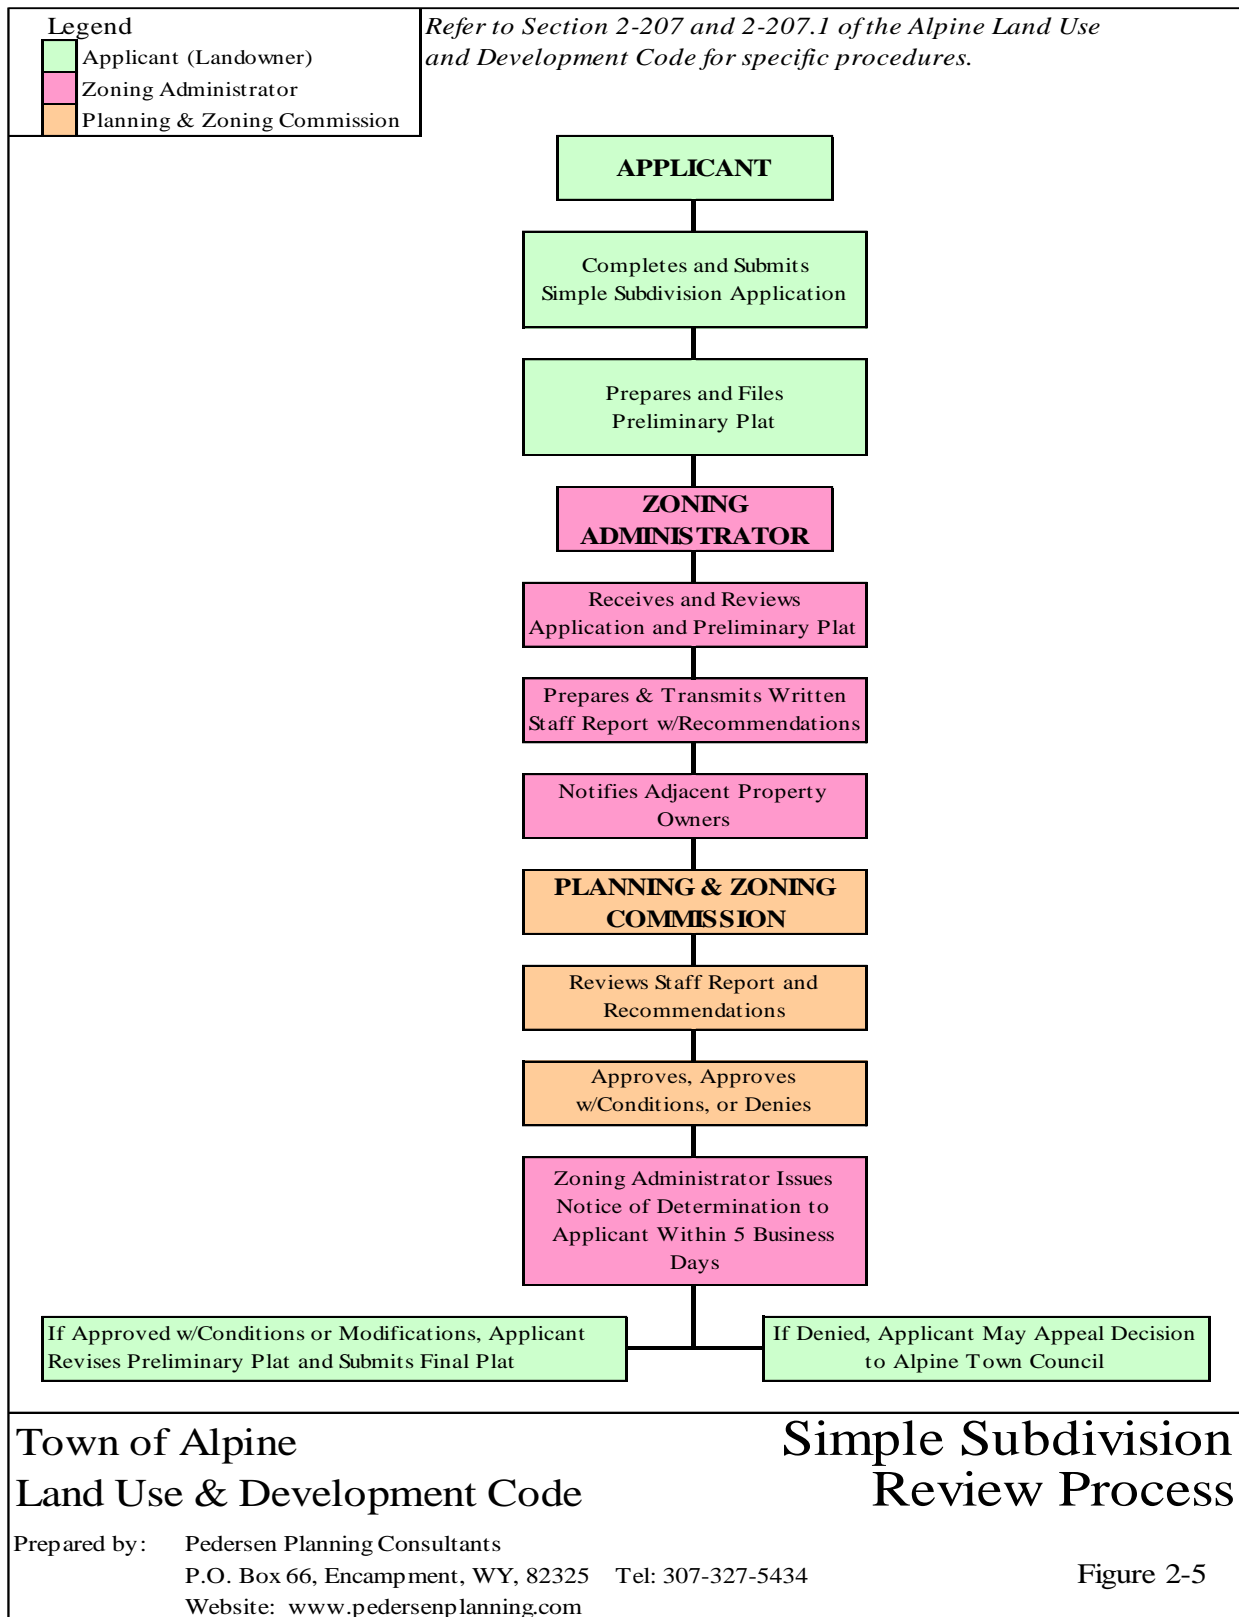 Legend
Applicant (Landowner)
Zoning Administrator
Planning & Zoning Commission
Refer to Section 2-207 and 2-207.1 of the Alpine Land Use
and Development Code for specific procedures.
APPLICANT
Completes and Submits
Simple Subdivision Application
Prepares and Files
Preliminary Plat
ZONING
ADMINISTRATOR
Receives and Reviews
Application and Preliminary Plat
Prepares & Transmits Written
Staff Report w/Recommendations
Notifies Adjacent Property
Owners
PLANNING & ZONING
COMMISSION
Reviews Staff Report and
Recommendations
Approves, Approves
w/Conditions, or Denies
Zoning Administrator Issues
Notice of Determination to
Applicant Within 5 Business
Days
If Approved w/Conditions or Modifications, Applicant
Revises Preliminary Plat and Submits Final Plat
If Denied, Applicant May Appeal Decision
to Alpine Town Council
Town of Alpine
Land Use & Development Code
Simple Subdivision
Review Process
Prepared by: Pedersen Planning Consultants
P.O. Box 66, Encampment, WY, 82325 Tel: 307-327-5434
Website: www.pedersenplanning.com
Figure 2-5